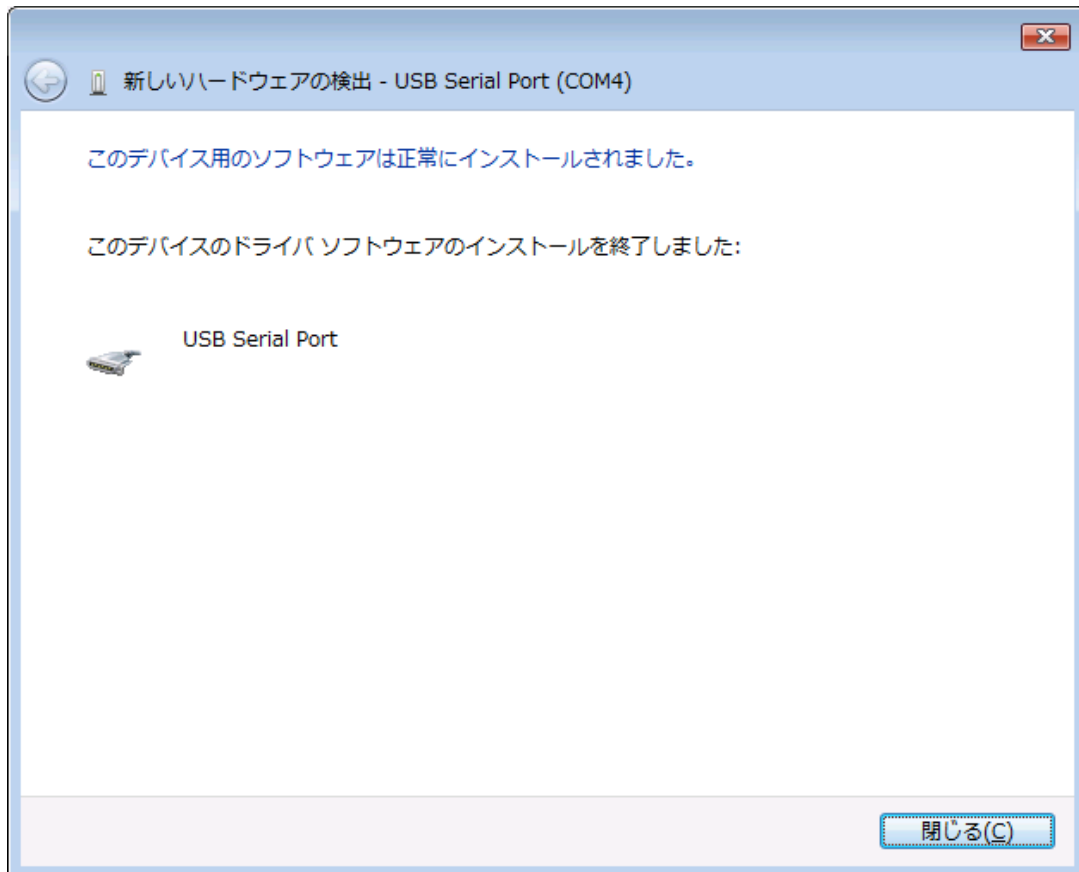 新しいハードウェアの検出 - USB Serial Port (COM4)
このデバイス用のソフトウェアは正常にインストールされました。
このデバイスのドライバ ソフトウェアのインストールを終了しました:
USB Serial Port
閉じる(C)